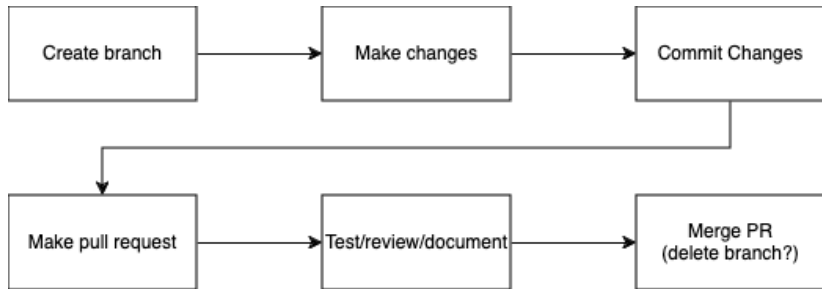 Create branch
Make changes
Commit Changes
Make pull request
Test/review/document
Merge PR
(delete branch?)